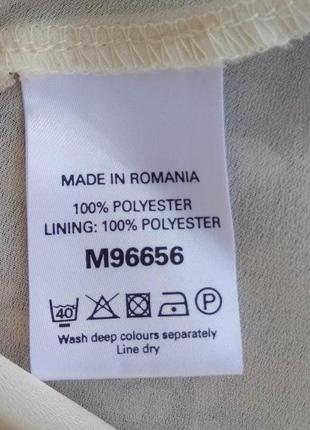 MADE IN ROMANIA
100% POLYESTER
LINING: 100% POLYESTER
M96656
40 P
Wash deep colours separately
Line dry